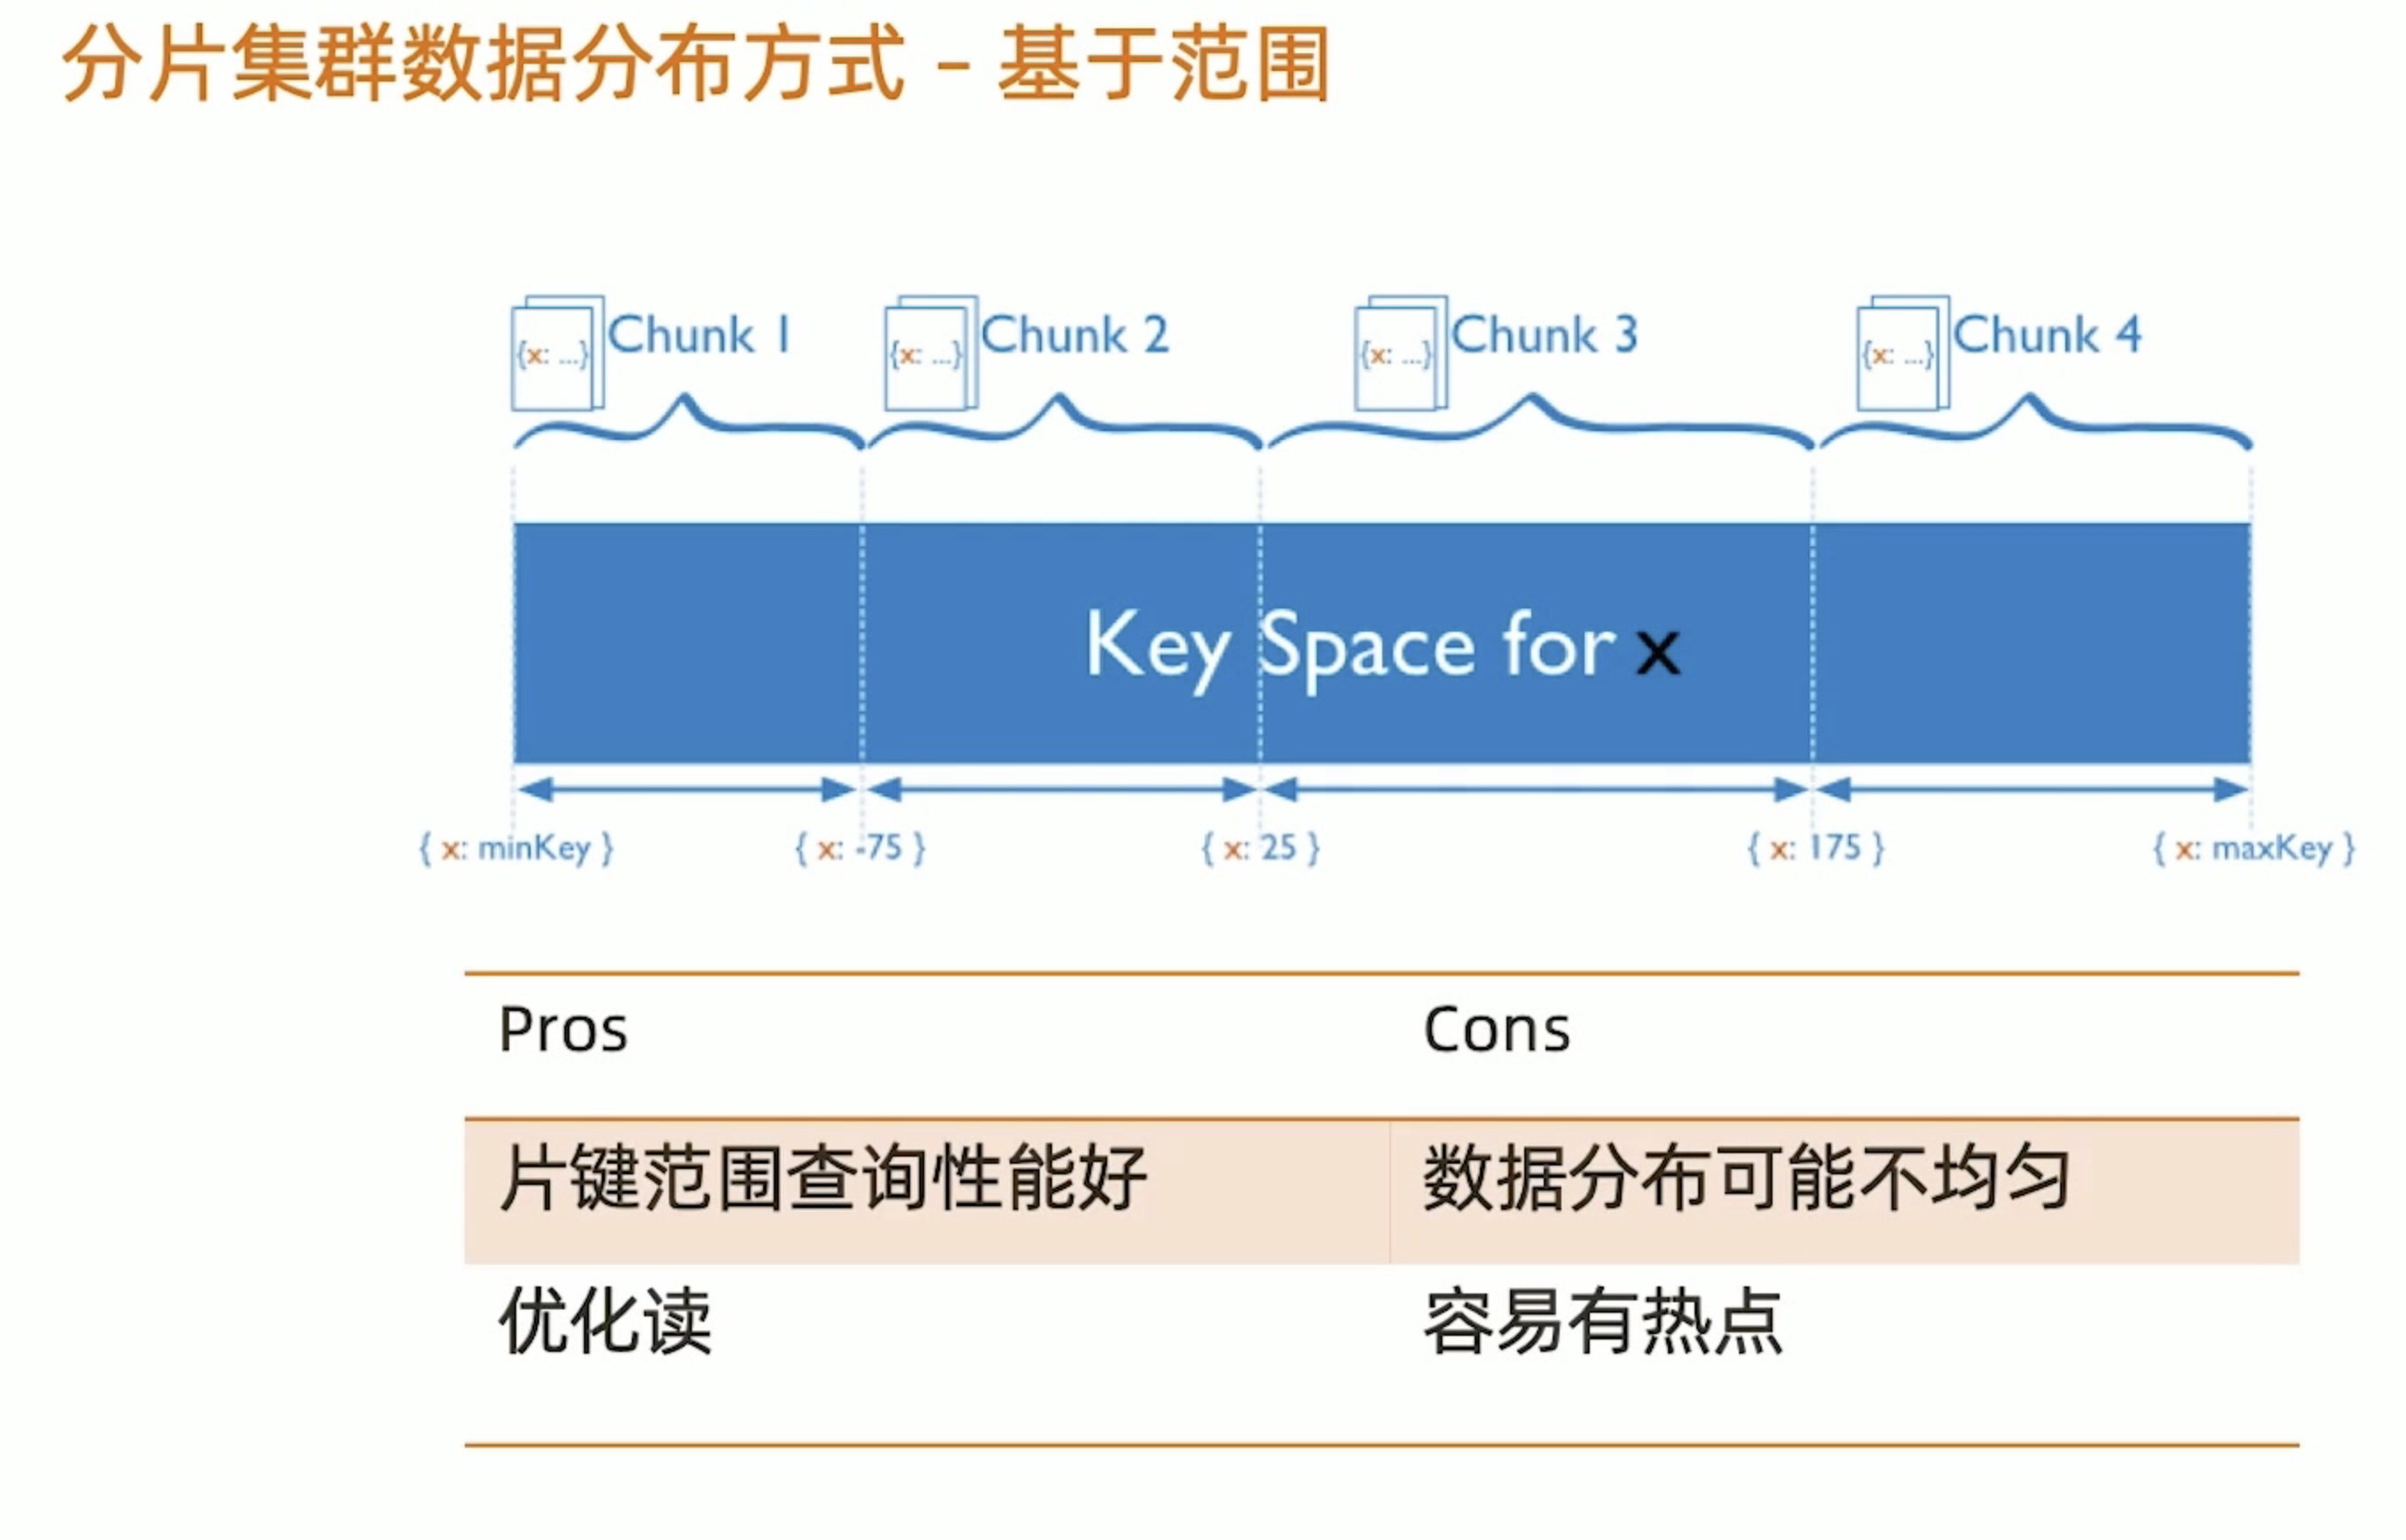 分片集群数据分布方式 - 基于范围
Chunk 1
Chunk 2
Chunk 3
Chunk 4
{x: ...}
{x: ...}
{x: ...}
{x: ...}
Key Space for x
{ x: minKey }
{ x: -75 }
{ x: 25 }
{ x: 175 }
{ x: maxKey }
Pros
Cons
片键范围查询性能好
数据分布可能不均匀
优化读
容易有热点